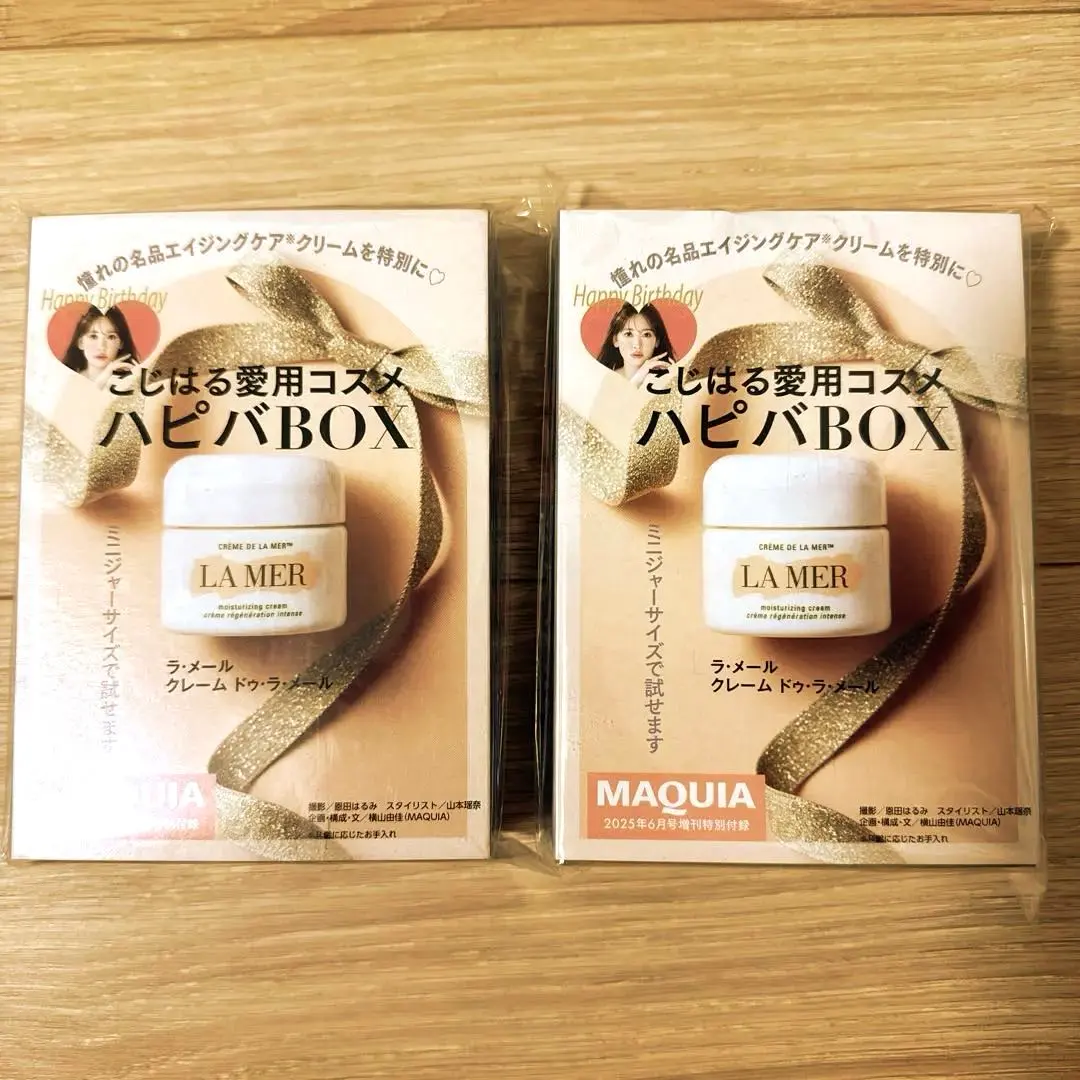 憧れの名品エイジングケア※クリームを特別に♡
Happy Birthday
こじはる愛用コスメ
ハピバBOX
CRÈME DE LA MER™
LA MER
moisturizing cream
crème régénération intense
ミニジャーサイズで試せます
ラ・メール
クレーム ドゥ・ラ・メール
UIA
付録
撮影／恩田はるみ スタイリスト／山本瑶奈
企画・構成・文／横山由佳(MAQUIA)
に応じたお手入れ
憧れの名品エイジングケア※クリームを特別に♡
Happy Birthday
こじはる愛用コスメ
ハピバBOX
CRÈME DE LA MER™
LA MER
moisturizing cream
crème régénération intense
ミニジャーサイズで試せます
ラ・メール
クレーム ドゥ・ラ・メール
MAQUIA
2025年6月号増刊特別付録
撮影／恩田はるみ スタイリスト／山本瑶奈
企画・構成・文／横山由佳(MAQUIA)
に応じたお手入れ